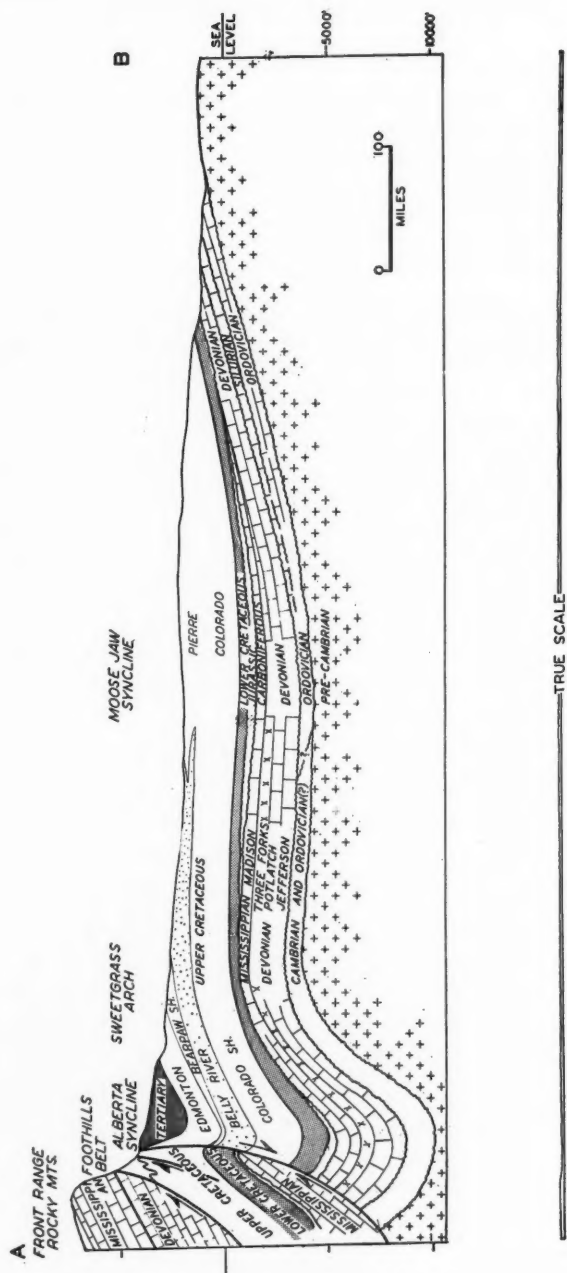 A
B
FRONT RANGE
ROCKY MTS.
FOOTHILLS
BELT
ALBERTA
SYNCLINE
SWEETGRASS
ARCH
MOOSE JAW
SYNCLINE
SEA
LEVEL
5000'
10000'
MISSISSIPPIAN
DEVONIAN
UPPER CRETACEOUS
LOWER CRETACEOUS
MISSISSIPPIAN
TERTIARY
EDMONTON
BEARPAW SH.
BELLY RIVER
COLORADO SH.
UPPER CRETACEOUS
MISSISSIPPIAN MADISON
THREE FORKS
DEVONIAN POTLATCH
JEFFERSON
CAMBRIAN AND ORDOVICIAN(?)
PIERRE
COLORADO
LOWER CRETACEOUS
JURASSIC
CARBONIFEROUS
DEVONIAN
ORDOVICIAN
PRE-CAMBRIAN
DEVONIAN
SILURIAN
ORDOVICIAN
0 100
MILES
TRUE SCALE